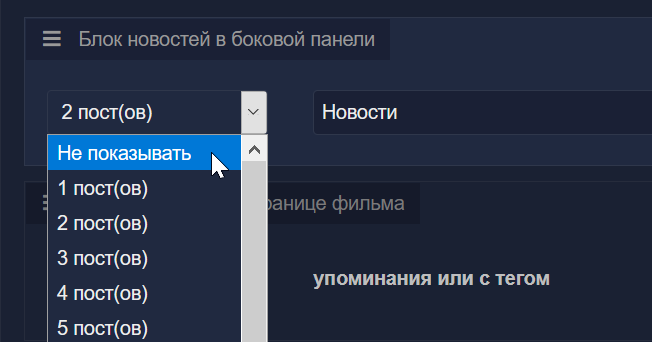 Блок новостей в боковой панели
2 пост(ов)
Новости
Не показывать
1 пост(ов)
2 пост(ов)
3 пост(ов)
4 пост(ов)
5 пост(ов)
ранице фильма
упоминания или с тегом